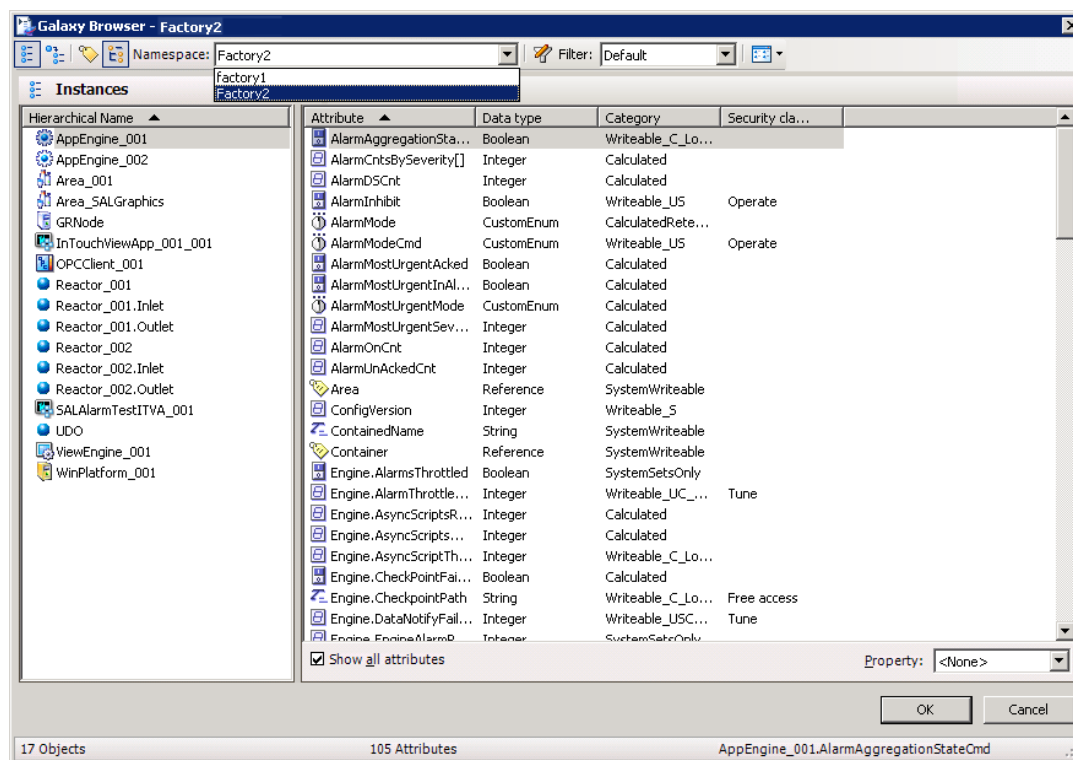 Galaxy Browser - Factory2
Namespace: Factory2 Filter: Default
factory1
Factory2
Instances
Hierarchical Name
AppEngine_001
AppEngine_002
Area_001
Area_SALGraphics
GRNode
InTouchViewApp_001_001
OPCClient_001
Reactor_001
Reactor_001.Inlet
Reactor_001.Outlet
Reactor_002
Reactor_002.Inlet
Reactor_002.Outlet
SALAlarmTestITVA_001
UDO
ViewEngine_001
WinPlatform_001
Attribute Data type Category Security cla...
AlarmAggregationSta... Boolean Writeable_C_Lo...
AlarmCntsBySeverity[] Integer Calculated
AlarmDSCnt Integer Calculated
AlarmInhibit Boolean Writeable_US Operate
AlarmMode CustomEnum CalculatedRete...
AlarmModeCmd CustomEnum Writeable_US Operate
AlarmMostUrgentAcked Boolean Calculated
AlarmMostUrgentInAl... Boolean Calculated
AlarmMostUrgentMode CustomEnum Calculated
AlarmMostUrgentSev... Integer Calculated
AlarmOnCnt Integer Calculated
AlarmUnAckedCnt Integer Calculated
Area Reference SystemWriteable
ConfigVersion Integer Writeable_S
ContainedName String SystemWriteable
Container Reference SystemWriteable
Engine.AlarmsThrottled Boolean SystemSetsOnly
Engine.AlarmThrottle... Integer Writeable_UC_... Tune
Engine.AsyncScriptsR... Integer Calculated
Engine.AsyncScripts... Integer Calculated
Engine.AsyncScriptTh... Integer Writeable_C_Lo...
Engine.CheckPointFai... Boolean Calculated
Engine.CheckpointPath String Writeable_C_Lo... Free access
Engine.DataNotifyFail... Integer Writeable_USC... Tune
Engine.EngineAlarmR... Integer SystemSetsOnly
Show all attributes Property: <None>
OK Cancel
17 Objects 105 Attributes AppEngine_001.AlarmAggregationStateCmd